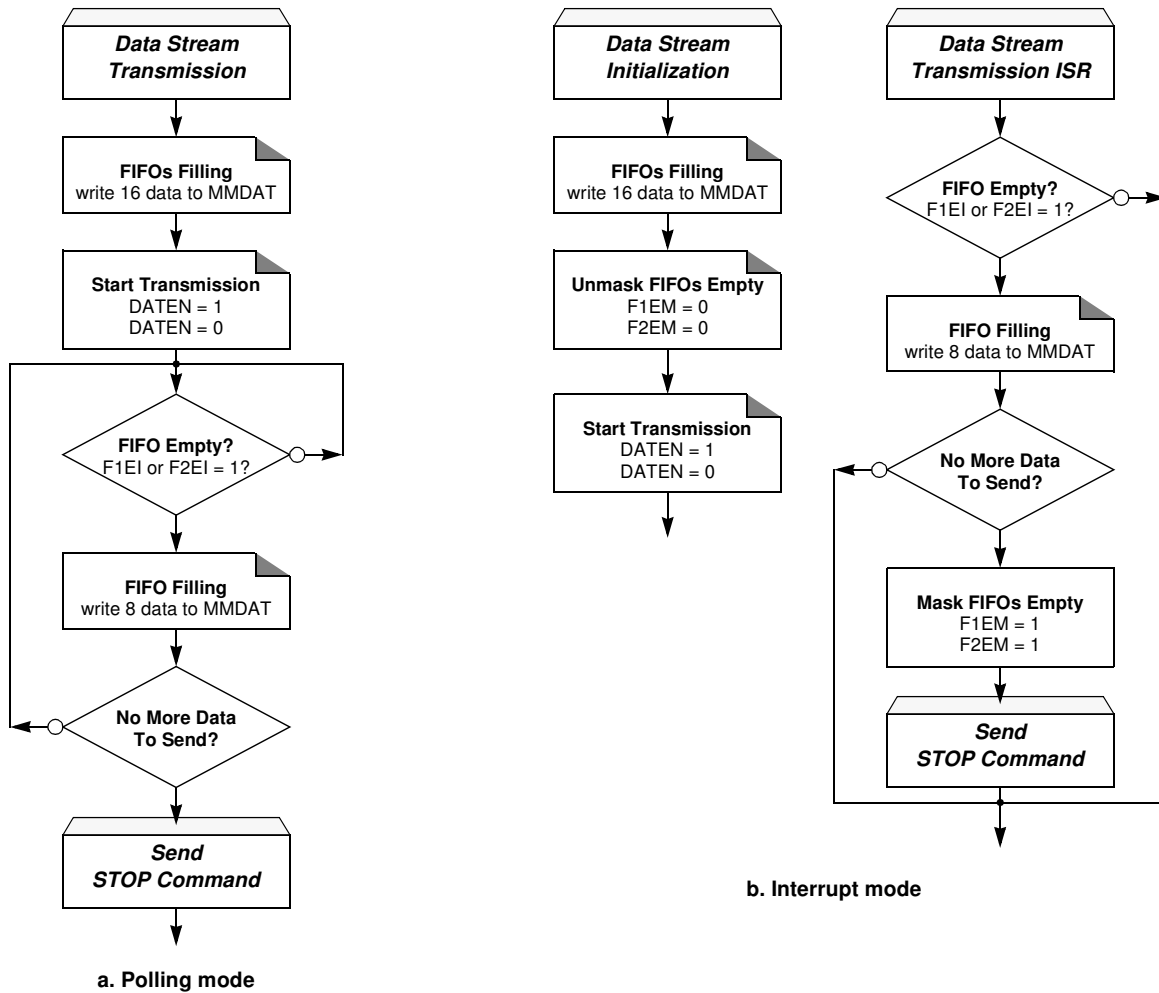 Data Stream
Transmission
FIFOs Filling
write 16 data to MMDAT
Start Transmission
DATEN = 1
DATEN = 0
FIFO Empty?
F1EI or F2EI = 1?
FIFO Filling
write 8 data to MMDAT
No More Data
To Send?
Send
STOP Command
a. Polling mode
Data Stream
Initialization
FIFOs Filling
write 16 data to MMDAT
Unmask FIFOs Empty
F1EM = 0
F2EM = 0
Start Transmission
DATEN = 1
DATEN = 0
Data Stream
Transmission ISR
FIFO Empty?
F1EI or F2EI = 1?
FIFO Filling
write 8 data to MMDAT
No More Data
To Send?
Mask FIFOs Empty
F1EM = 1
F2EM = 1
Send
STOP Command
b. Interrupt mode